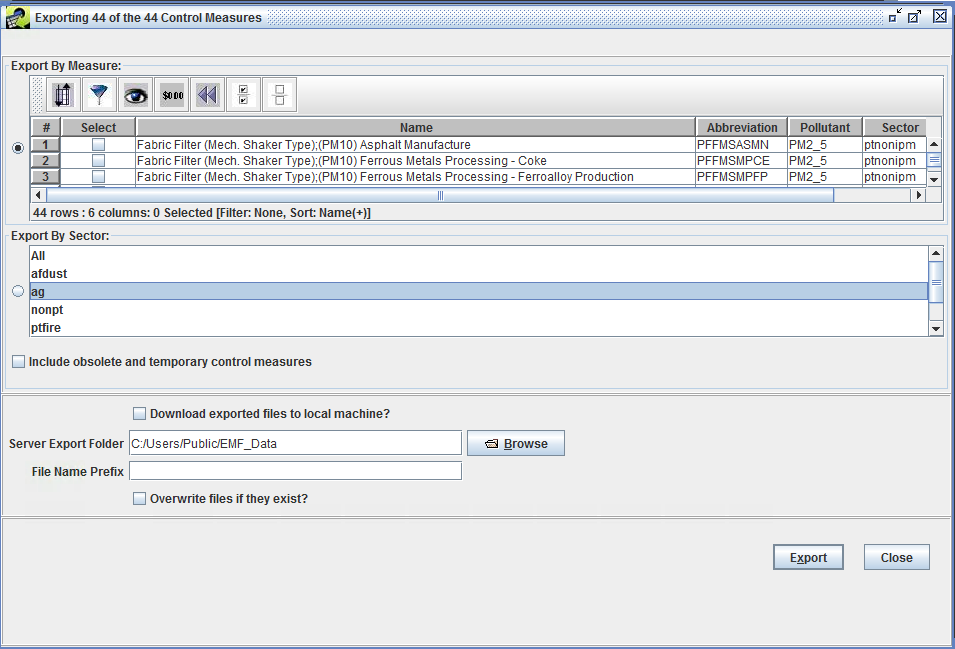 Exporting 44 of the 44 Control Measures
Export By Measure:
$000
# Select Name Abbreviation Pollutant Sector
1 Fabric Filter (Mech. Shaker Type);(PM10) Asphalt Manufacture PFFMSASMN PM2_5 ptnonipm
2 Fabric Filter (Mech. Shaker Type);(PM10) Ferrous Metals Processing - Coke PFFMSMPCE PM2_5 ptnonipm
3 Fabric Filter (Mech. Shaker Type);(PM10) Ferrous Metals Processing - Ferroalloy Production PFFMSMPFP PM2_5 ptnonipm
44 rows : 6 columns: 0 Selected [Filter: None, Sort: Name(+)]
Export By Sector:
All
afdust
ag
nonpt
ptfire
Include obsolete and temporary control measures
Download exported files to local machine?
Server Export Folder C:/Users/Public/EMF_Data Browse
File Name Prefix
Overwrite files if they exist?
Export Close